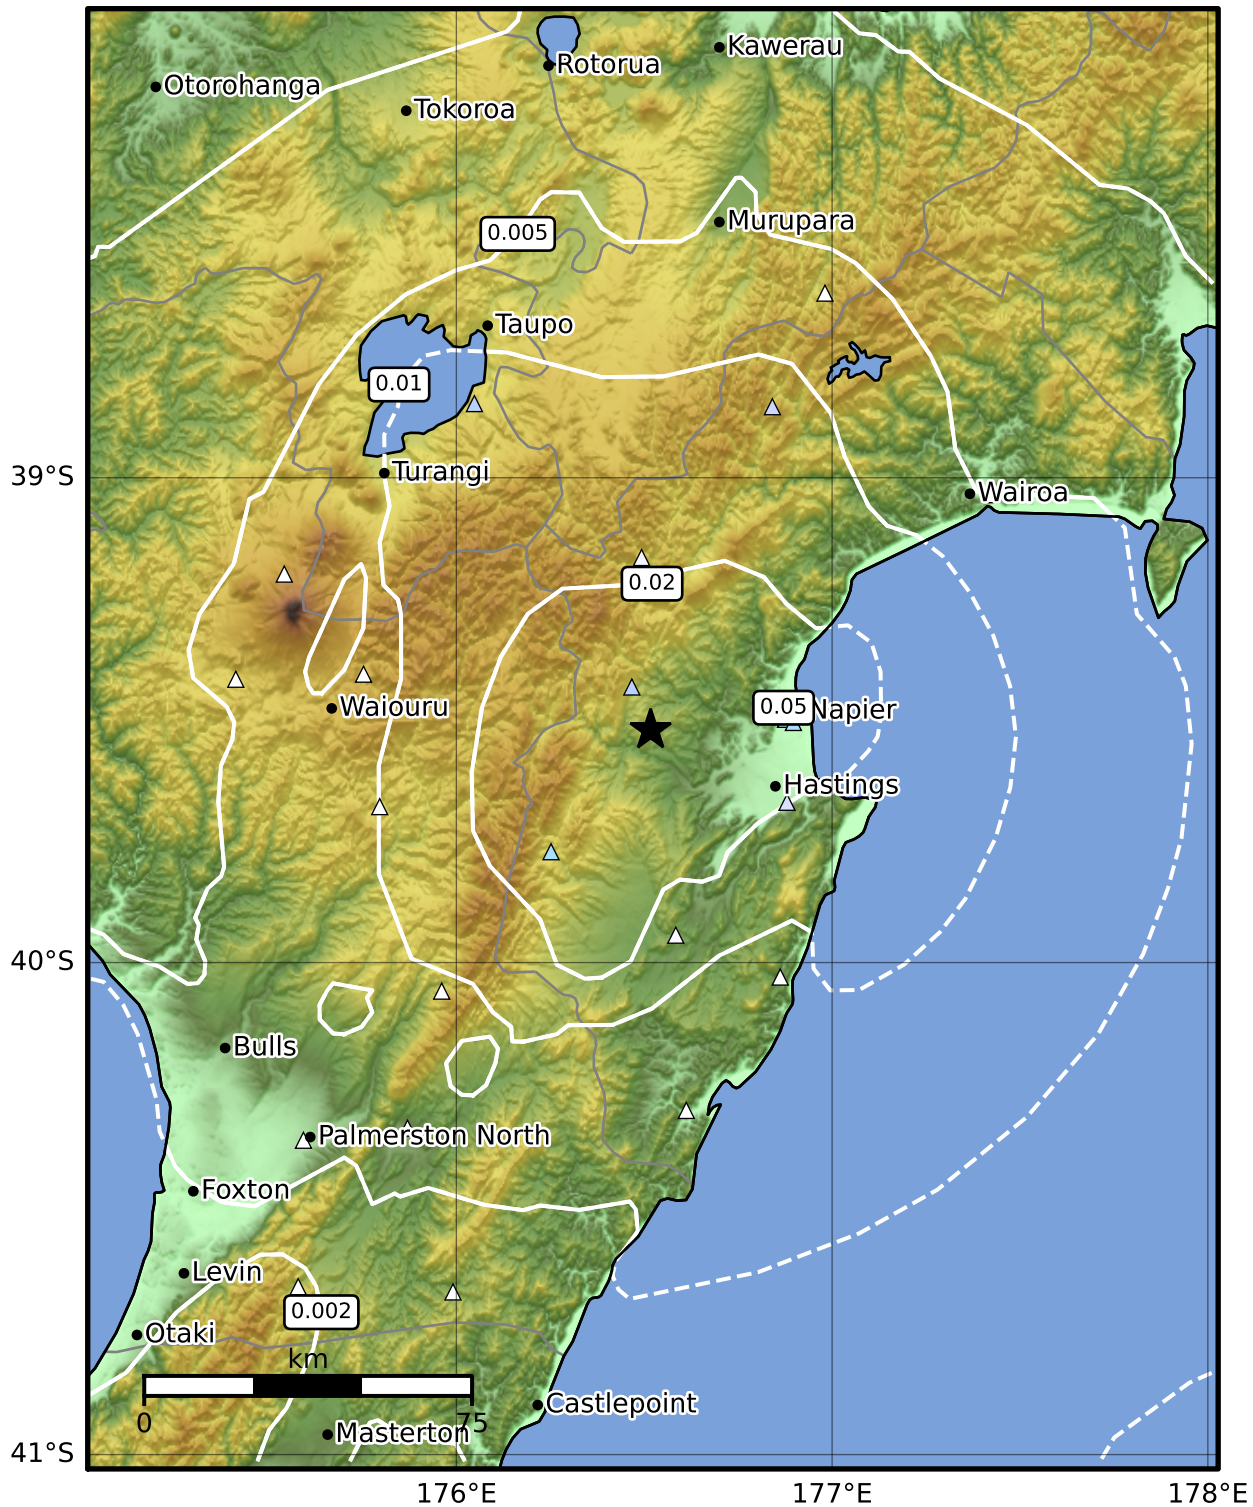 Kawerau
Rotorua
Otorohanga
Tokoroa
Murupara
0.005
Taupo
0.01
Turangi
39°S
Wairoa
0.02
Waiouru
0.05
Napier
Hastings
40°S
Bulls
Palmerston North
Foxton
Levin
0.002
Otaki
km
0
75
Castlepoint
Masterton
41°S
176°E
177°E
178°E